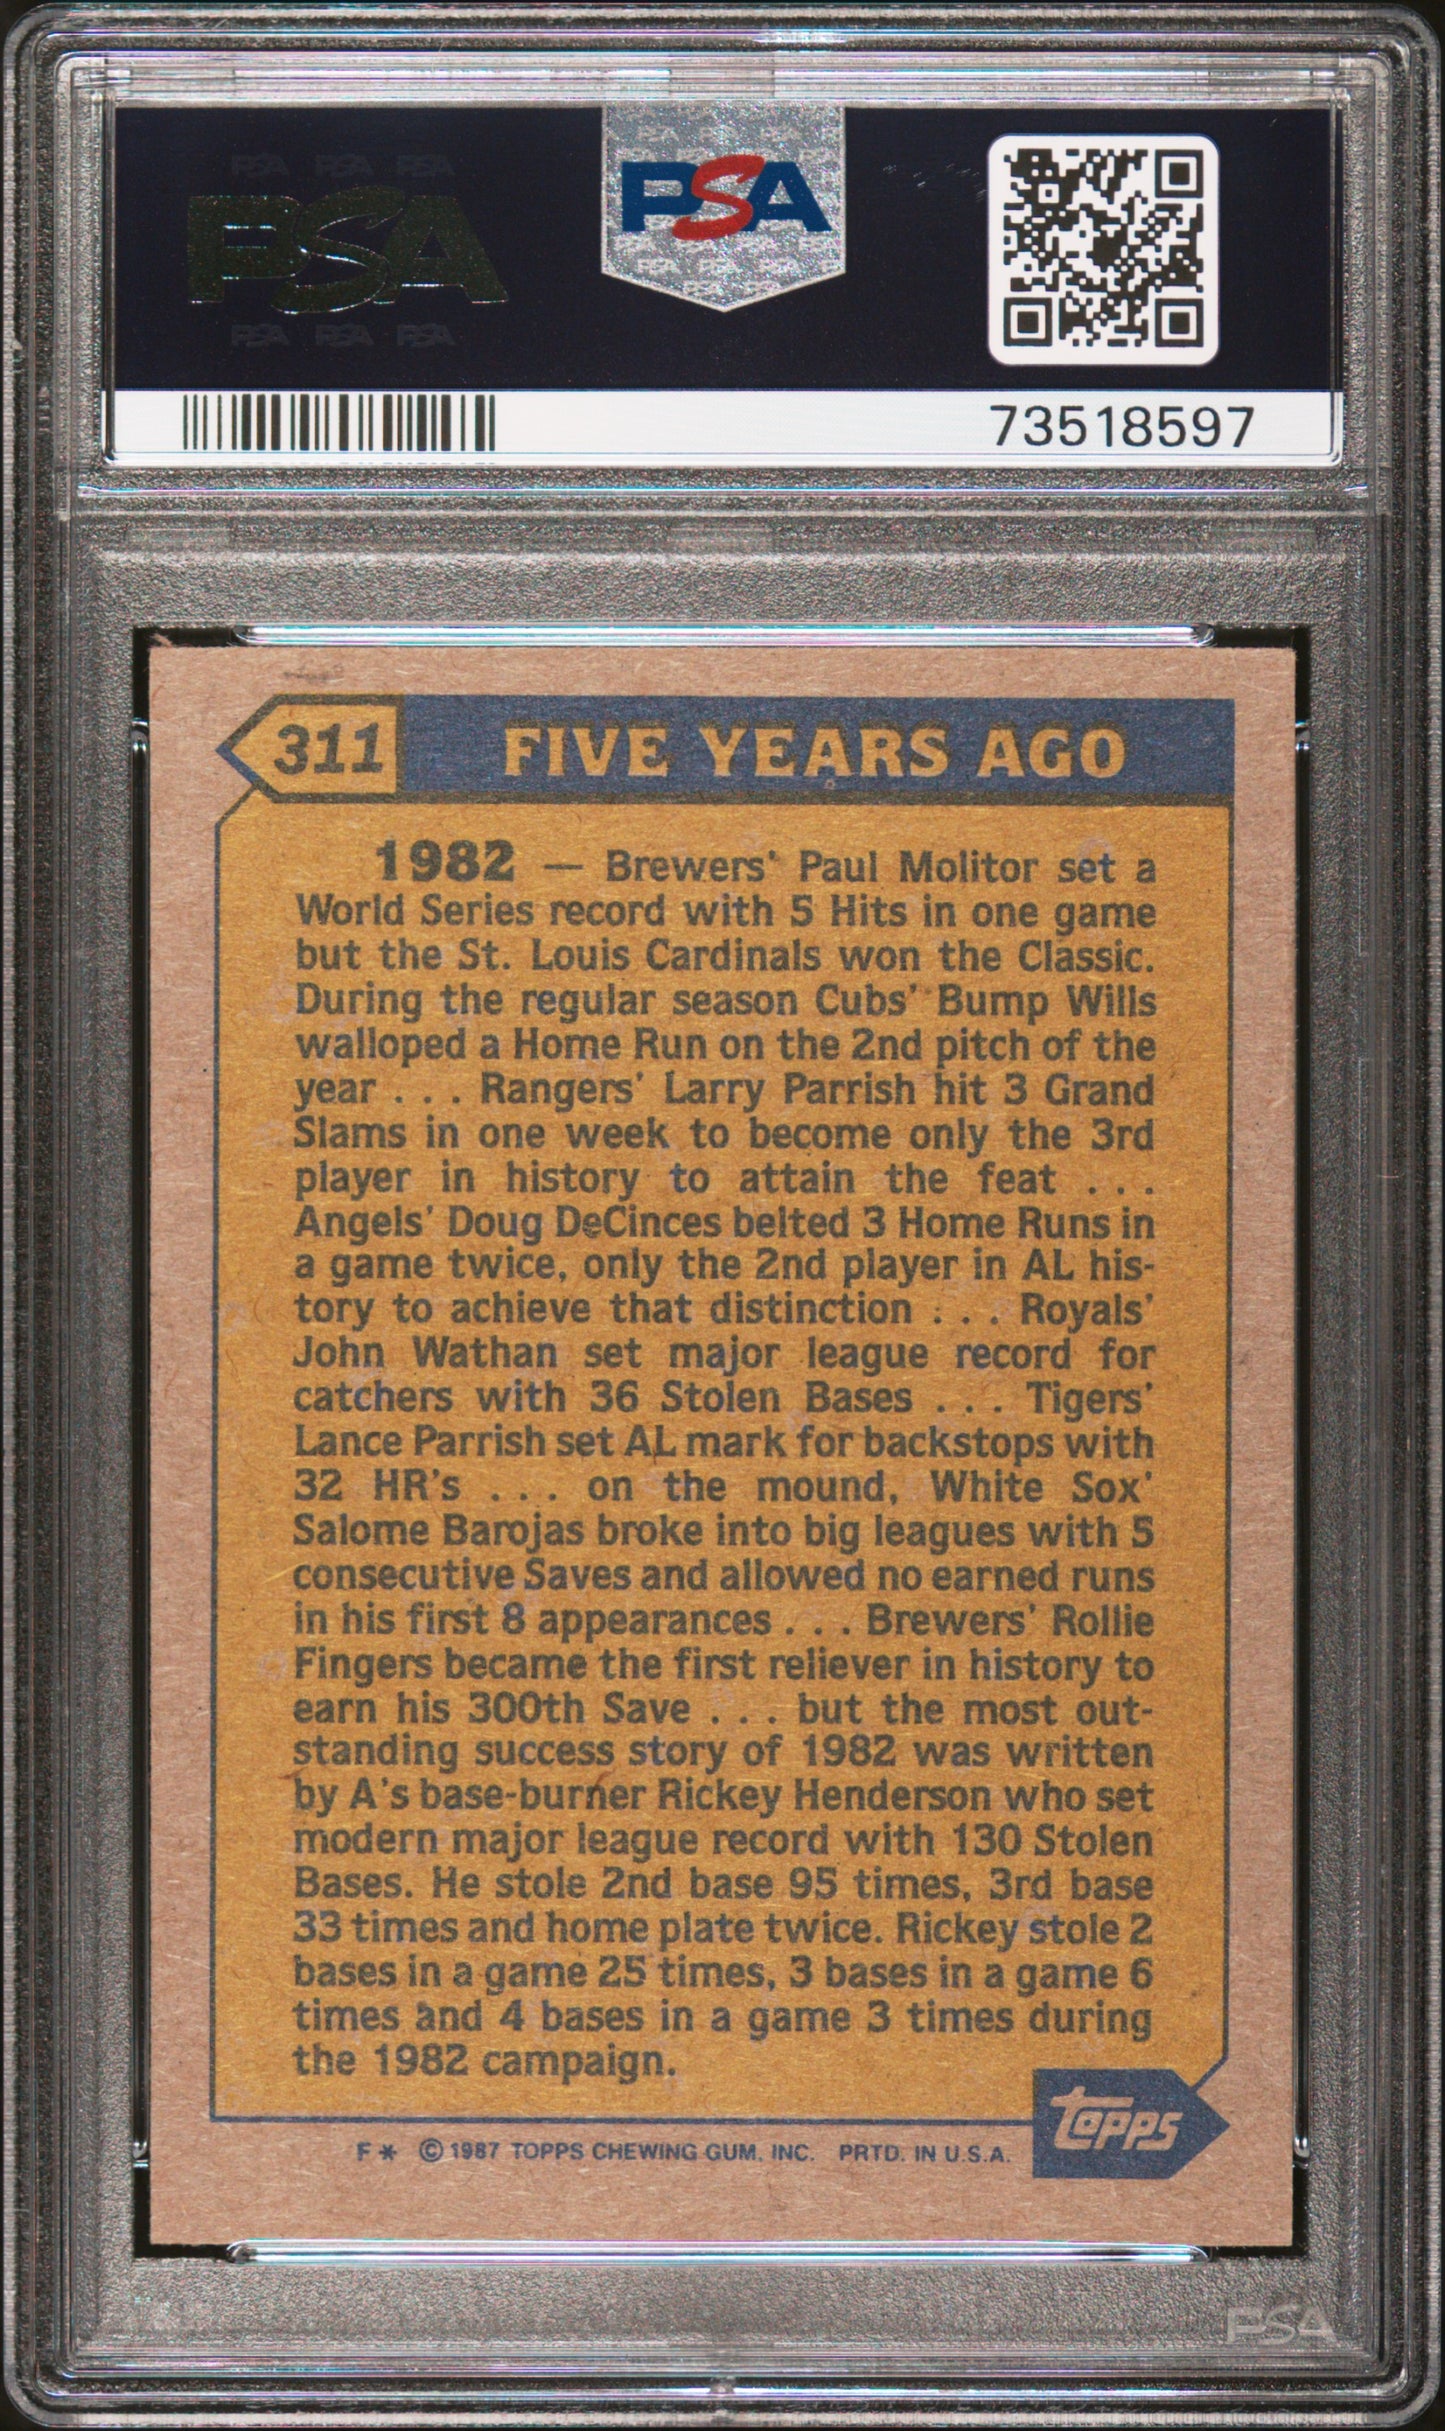 PSA PSA PSA
PSA
PSA PSA PSA
PSA
73518597
311 FIVE YEARS AGO
1982 — Brewers' Paul Molitor set a
World Series record with 5 Hits in one game
but the St. Louis Cardinals won the Classic.
During the regular season Cubs' Bump Wills
walloped a Home Run on the 2nd pitch of the
year . . . Rangers' Larry Parrish hit 3 Grand
Slams in one week to become only the 3rd
player in history to attain the feat . . .
Angels' Doug DeCinces belted 3 Home Runs in
a game twice, only the 2nd player in AL his-
tory to achieve that distinction . . . Royals'
John Wathan set major league record for
catchers with 36 Stolen Bases . . . Tigers'
Lance Parrish set AL mark for backstops with
32 HR's . . . on the mound, White Sox'
Salome Barojas broke into big leagues with 5
consecutive Saves and allowed no earned runs
in his first 8 appearances . . . Brewers' Rollie
Fingers became the first reliever in history to
earn his 300th Save . . . but the most out-
standing success story of 1982 was written
by A's base-burner Rickey Henderson who set
modern major league record with 130 Stolen
Bases. He stole 2nd base 95 times, 3rd base
33 times and home plate twice. Rickey stole 2
bases in a game 25 times, 3 bases in a game 6
times and 4 bases in a game 3 times during
the 1982 campaign.
topps
F* © 1987 TOPPS CHEWING GUM, INC. PRTD. IN U.S.A.
PSA